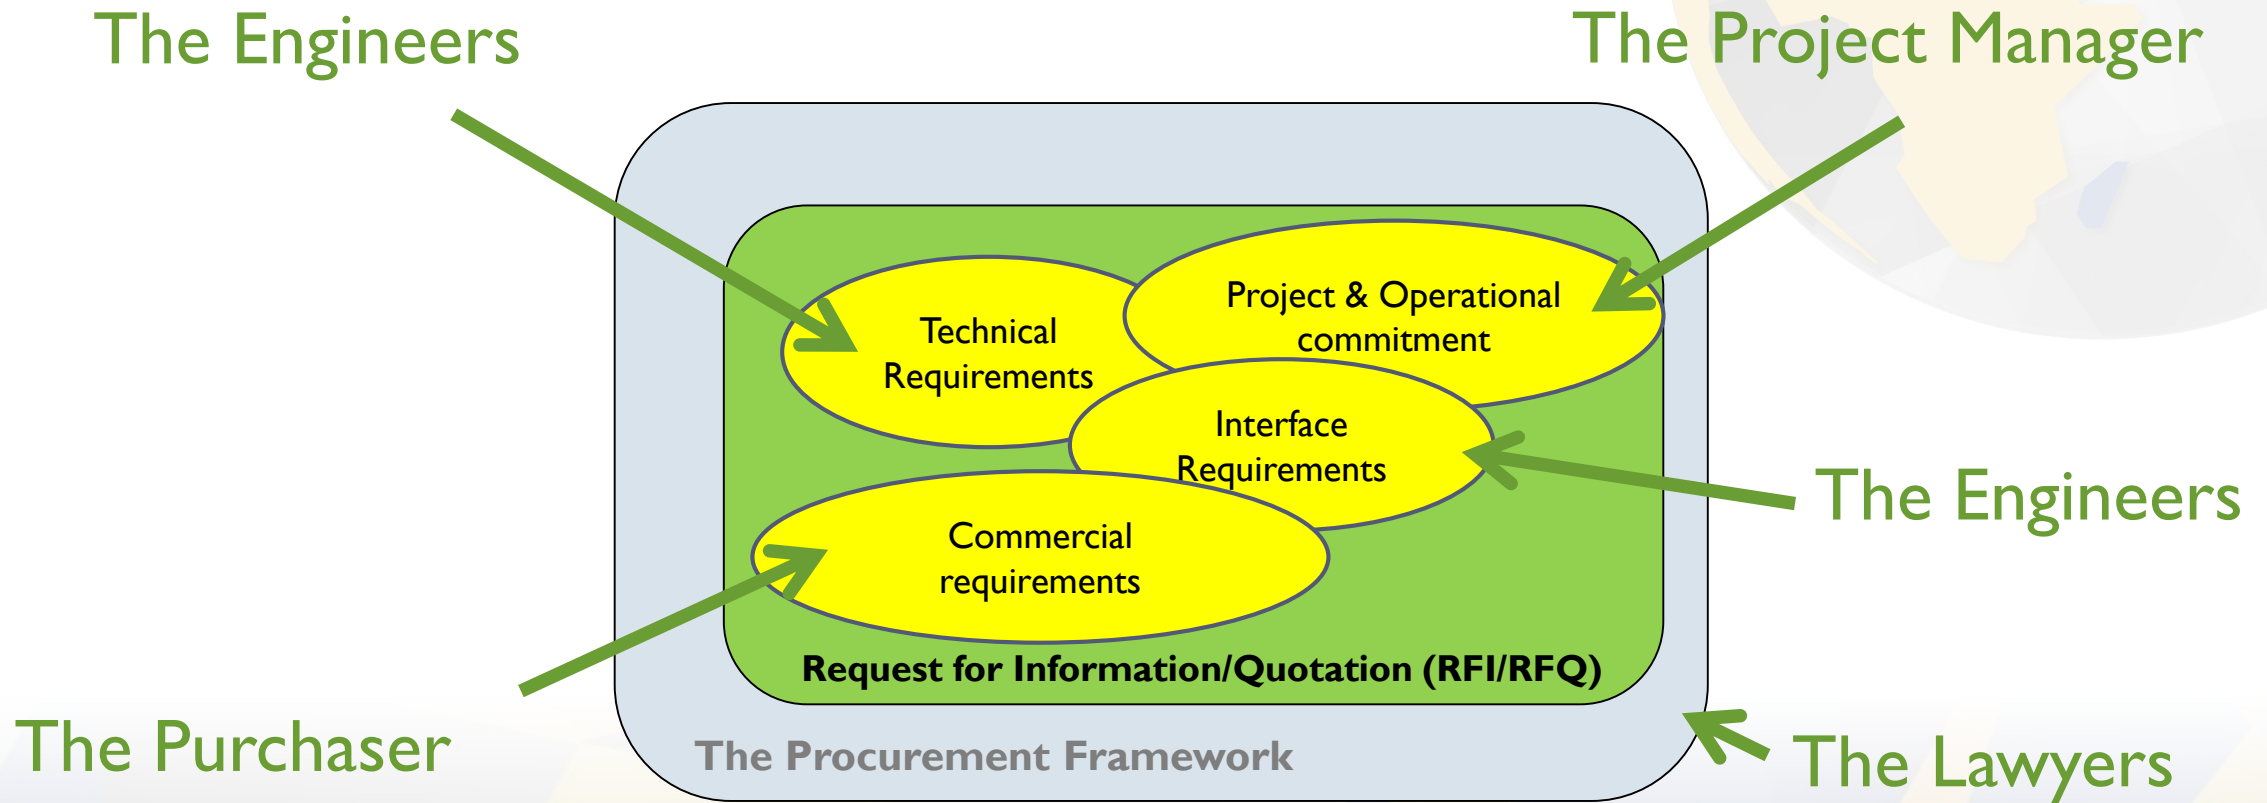 The Engineers
The Project Manager
Project & Operational
commitment
Technical
Requirements
Interface
Requirements
The Engineers
Commercial
requirements
Request for Information/Quotation (RFI/RFQ)
The Purchaser
The Procurement Framework
The Lawyers